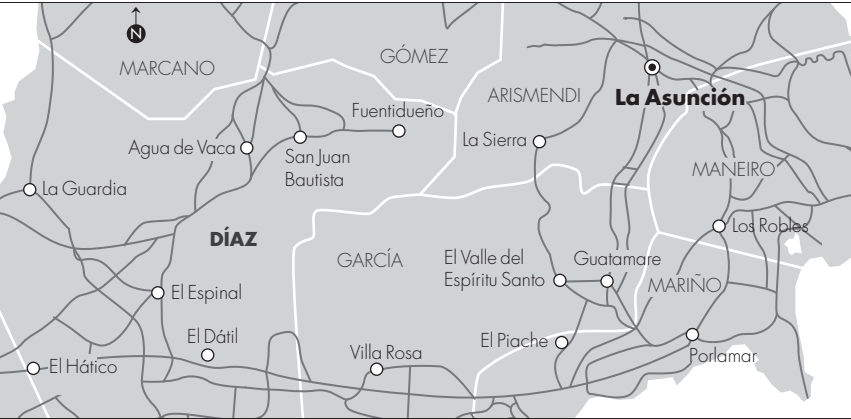 N
MARCANO
GÓMEZ
ARISMENDI
La Asunción
Fuentidueño
Agua de Vaca
San Juan
Bautista
La Sierra
MANEIRO
La Guardia
DÍAZ
Los Robles
GARCÍA
El Valle del
Espíritu Santo
Guatamare
MARIÑO
El Espinal
El Dátil
Villa Rosa
El Piache
Porlamar
El Hático